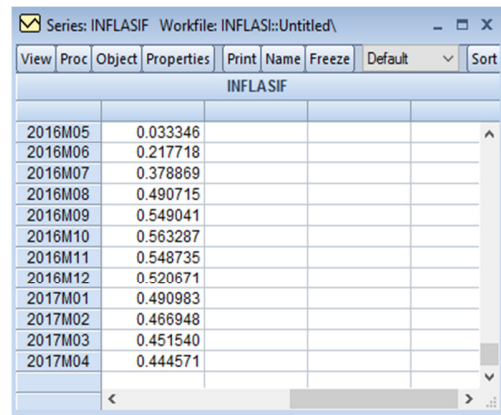 Series: INFLASIF Workfile: INFLASI::Untitled\
View Proc Object Properties Print Name Freeze Default Sort
INFLASIF
2016M05 0.033346
2016M06 0.217718
2016M07 0.378869
2016M08 0.490715
2016M09 0.549041
2016M10 0.563287
2016M11 0.548735
2016M12 0.520671
2017M01 0.490983
2017M02 0.466948
2017M03 0.451540
2017M04 0.444571